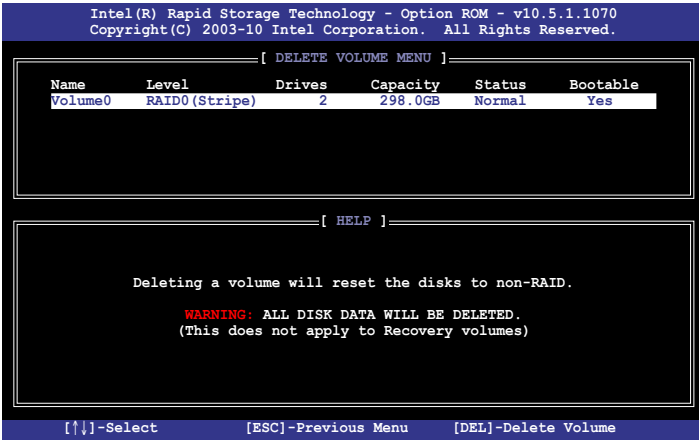 Intel(R) Rapid Storage Technology - Option ROM - v10.5.1.1070
Copyright(C) 2003-10 Intel Corporation. All Rights Reserved.
[ DELETE VOLUME MENU ]
Name Level Drives Capacity Status Bootable
Volume0 RAID0(Stripe) 2 298.0GB Normal Yes
[ HELP ]
Deleting a volume will reset the disks to non-RAID.
WARNING: ALL DISK DATA WILL BE DELETED.
(This does not apply to Recovery volumes)
[↑↓]-Select [ESC]-Previous Menu [DEL]-Delete Volume